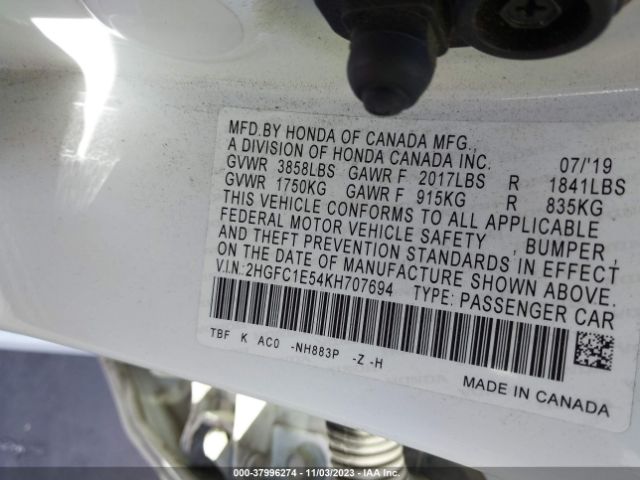 MFD.BY HONDA OF CANADA MFG.,
A DIVISION OF HONDA CANADA INC. 07/'19
GVWR 3858LBS GAWR F 2017LBS R 1841LBS
GVWR 1750KG GAWR F 915KG R 835KG
THIS VEHICLE CONFORMS TO ALL APPLICABLE
FEDERAL MOTOR VEHICLE SAFETY , BUMPER ,
AND THEFT PREVENTION STANDARDS IN EFFECT
ON THE DATE OF MANUFACTURE SHOWN ABOVE.
V.I.N.:2HGFC1E54KH707694 TYPE: PASSENGER CAR
TBF K AC0 -NH883P -Z -H
MADE IN CANADA
000-37996274 - 11/03/2023 - IAA Inc.